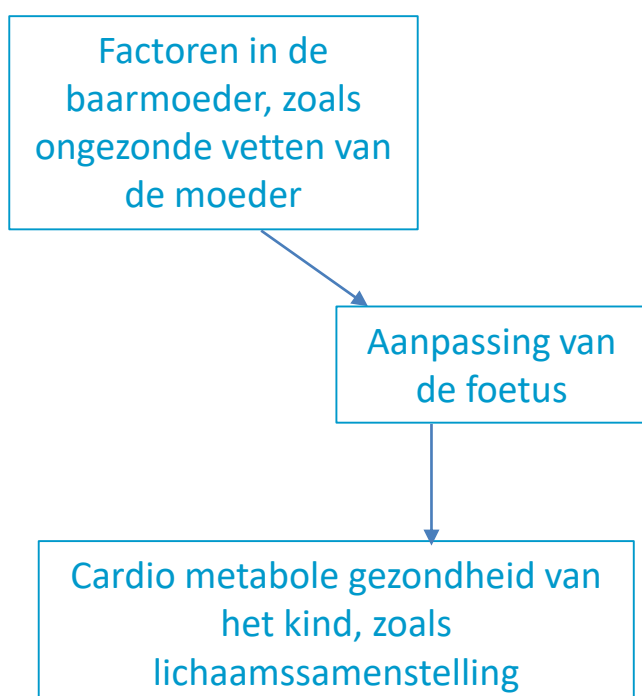 Factoren in de
baarmoeder, zoals
ongezonde vetten van
de moeder
Aanpassing van
de foetus
Cardio metabole gezondheid van
het kind, zoals
lichaamssamenstelling